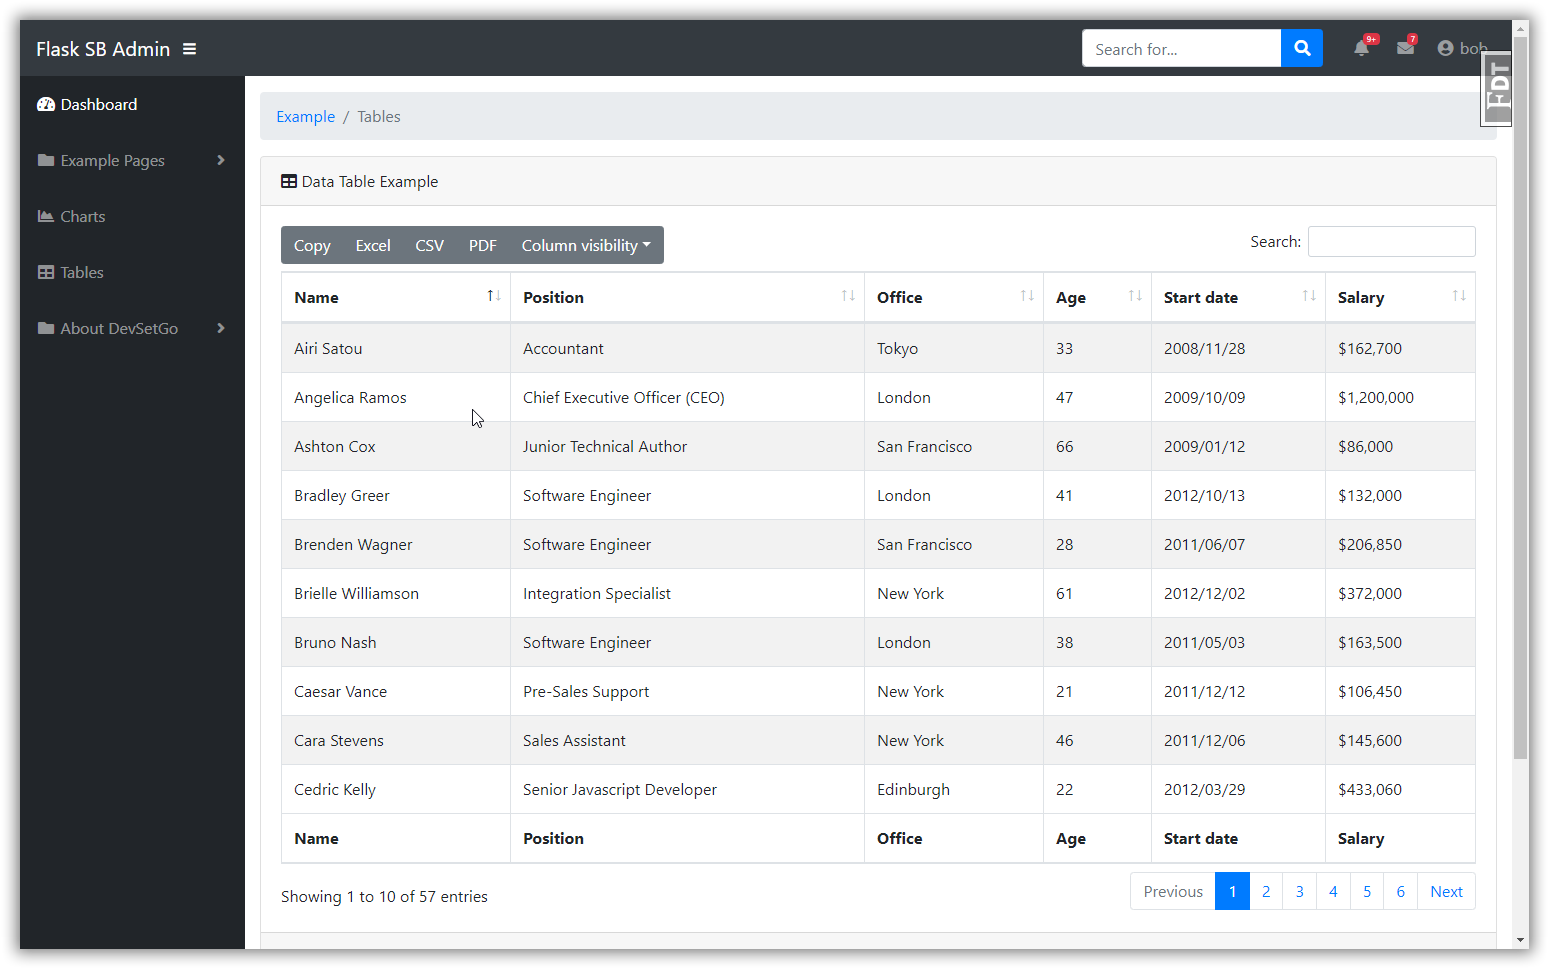 Flask SB Admin
Search for...
9+
7
bob
FDT
Dashboard
Example Pages
Charts
Tables
About DevSetGo
Example / Tables
Data Table Example
Copy Excel CSV PDF Column visibility
Search:
Name Position Office Age Start date Salary
Airi Satou Accountant Tokyo 33 2008/11/28 $162,700
Angelica Ramos Chief Executive Officer (CEO) London 47 2009/10/09 $1,200,000
Ashton Cox Junior Technical Author San Francisco 66 2009/01/12 $86,000
Bradley Greer Software Engineer London 41 2012/10/13 $132,000
Brenden Wagner Software Engineer San Francisco 28 2011/06/07 $206,850
Brielle Williamson Integration Specialist New York 61 2012/12/02 $372,000
Bruno Nash Software Engineer London 38 2011/05/03 $163,500
Caesar Vance Pre-Sales Support New York 21 2011/12/12 $106,450
Cara Stevens Sales Assistant New York 46 2011/12/06 $145,600
Cedric Kelly Senior Javascript Developer Edinburgh 22 2012/03/29 $433,060
Name Position Office Age Start date Salary
Showing 1 to 10 of 57 entries
Previous 1 2 3 4 5 6 Next